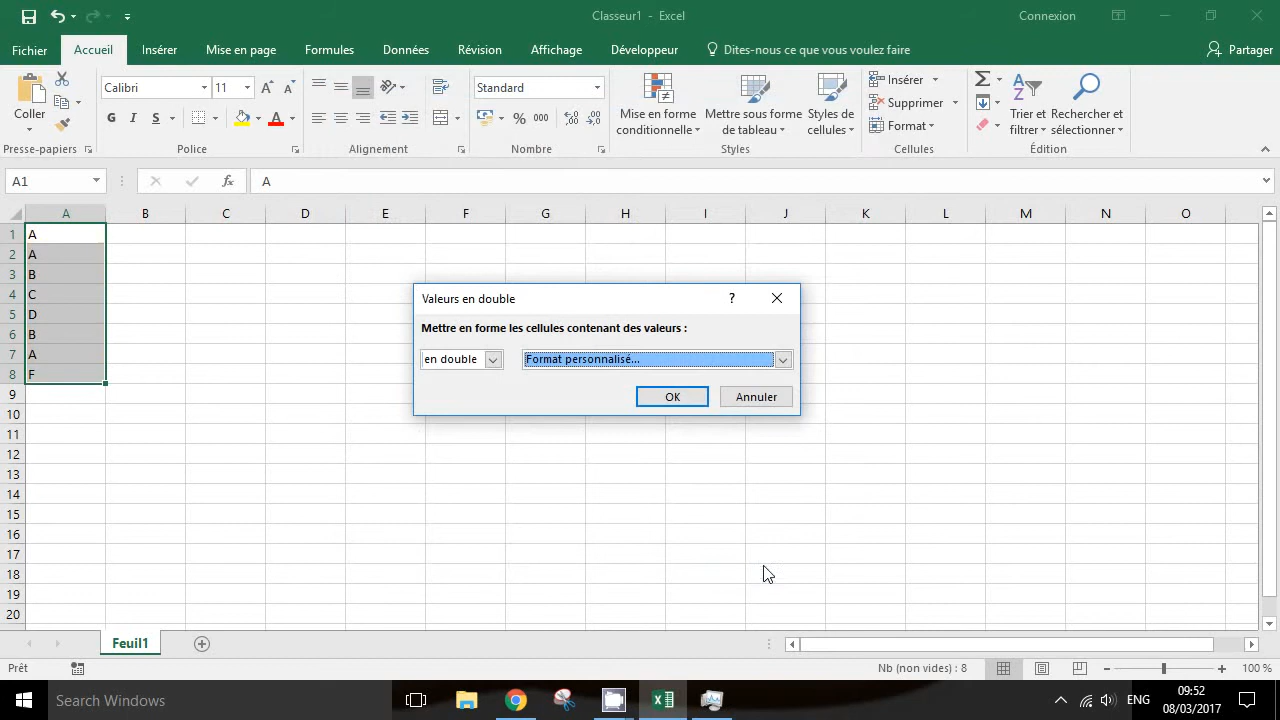 Classeur1 - Excel
Connexion
Fichier Accueil Insérer Mise en page Formules Données Révision Affichage Développeur Dites-nous ce que vous voulez faire Partager
Coller
Calibri 11
G I S
Standard
% 000
Mise en forme conditionnelle
Mettre sous forme de tableau
Styles de cellules
Insérer
Supprimer
Format
Trier et filtrer
Rechercher et sélectionner
Presse-papiers Police Alignement Nombre Styles Cellules Édition
A1 fx A
A B C D E F G H I J K L M N O
1 A
2 A
3 B
4 C
5 D
6 B
7 A
8 F
9
10
11
12
13
14
15
16
17
18
19
20
Valeurs en double ?
Mettre en forme les cellules contenant des valeurs :
en double Format personnalisé...
OK Annuler
Feuil1
Prêt Nb (non vides) : 8 100 %
Search Windows
ENG
09:52
08/03/2017